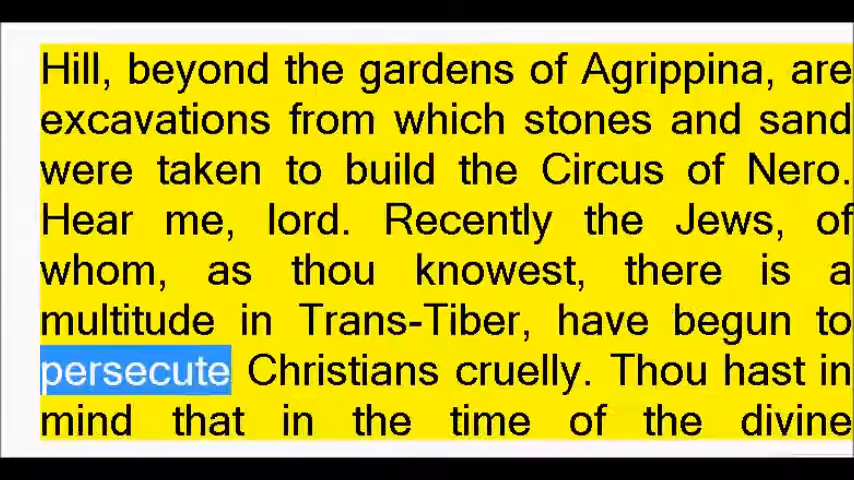 Hill, beyond the gardens of Agrippina, are
excavations from which stones and sand
were taken to build the Circus of Nero.
Hear me, lord. Recently the Jews, of
whom, as thou knowest, there is a
multitude in Trans-Tiber, have begun to
persecute Christians cruelly. Thou hast in
mind that in the time of the divine